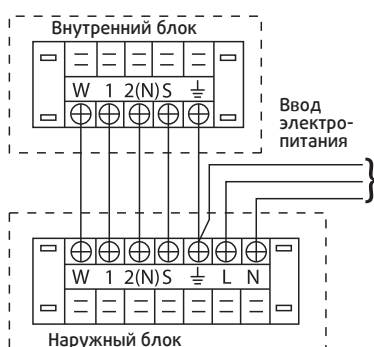 Внутренний блок
W 1 2(N) S ⏚
Ввод
электро-
питания
W 1 2(N) S ⏚ L N
Наружный блок